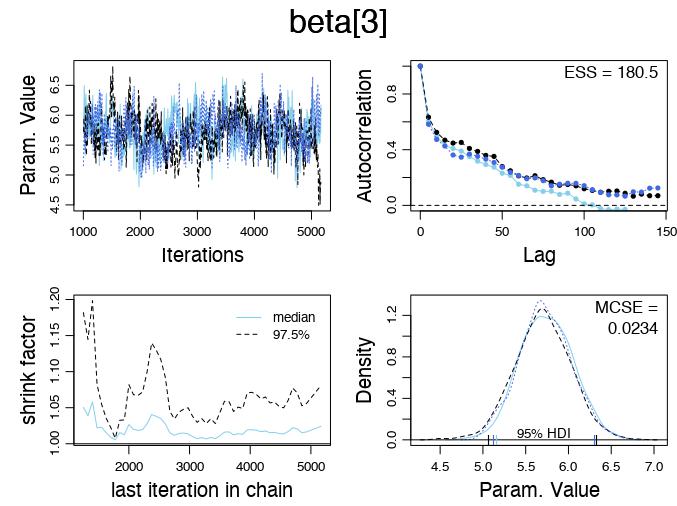 beta[3]
Param. Value
4.5 5.0 5.5 6.0 6.5
1000 2000 3000 4000 5000
Iterations
ESS = 180.5
Autocorrelation
0.0 0.4 0.8
0 50 100 150
Lag
shrink factor
1.00 1.05 1.10 1.15 1.20
median
97.5%
2000 3000 4000 5000
last iteration in chain
MCSE =
0.0234
Density
0.0 0.4 0.8 1.2
95% HDI
4.5 5.0 5.5 6.0 6.5 7.0
Param. Value